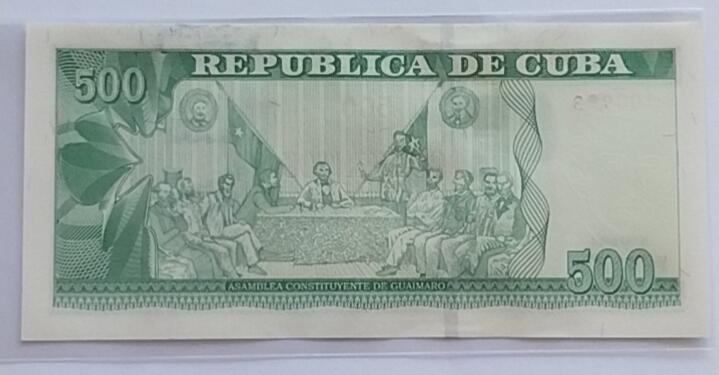 500
REPUBLICA DE CUBA
ASAMBLEA CONSTITUYENTE DE GUAIMARO
500